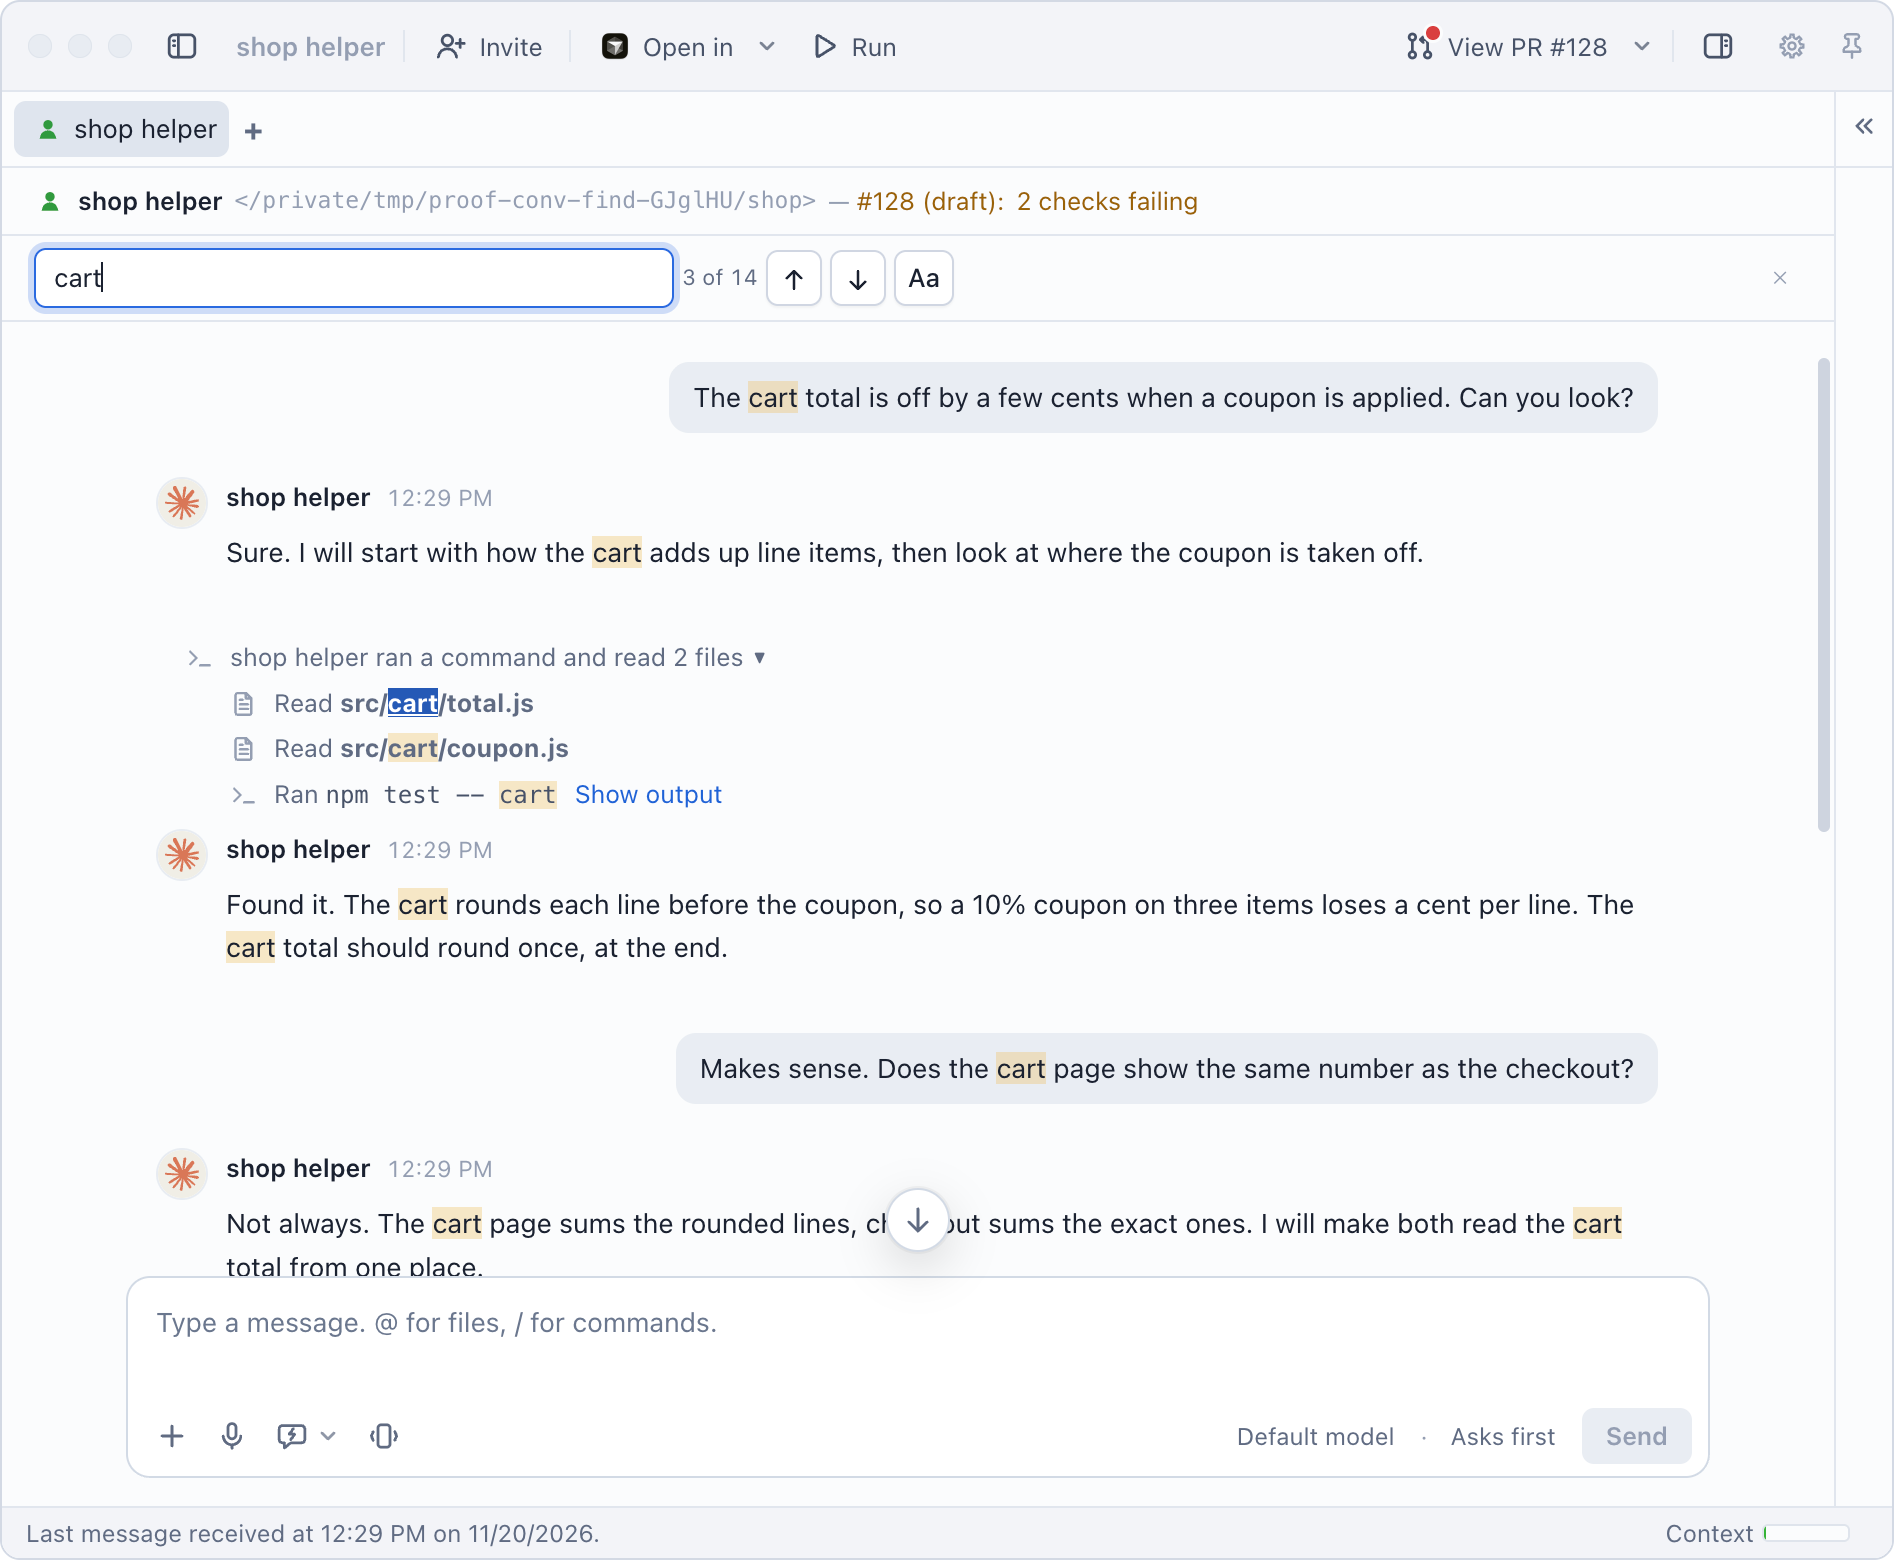 shop helper
Invite
Open in
Run
View PR #128
shop helper
shop helper </private/tmp/proof-conv-find-GJglHU/shop> — #128 (draft): 2 checks failing
cart
3 of 14
Aa
The cart total is off by a few cents when a coupon is applied. Can you look?
shop helper 12:29 PM
Sure. I will start with how the cart adds up line items, then look at where the coupon is taken off.
shop helper ran a command and read 2 files
Read src/cart/total.js
Read src/cart/coupon.js
Ran npm test -- cart Show output
shop helper 12:29 PM
Found it. The cart rounds each line before the coupon, so a 10% coupon on three items loses a cent per line. The
cart total should round once, at the end.
Makes sense. Does the cart page show the same number as the checkout?
shop helper 12:29 PM
Not always. The cart page sums the rounded lines, sums the exact ones. I will make both read the cart
total from one place.
Type a message. @ for files, / for commands.
Default model · Asks first
Send
Last message received at 12:29 PM on 11/20/2026.
Context